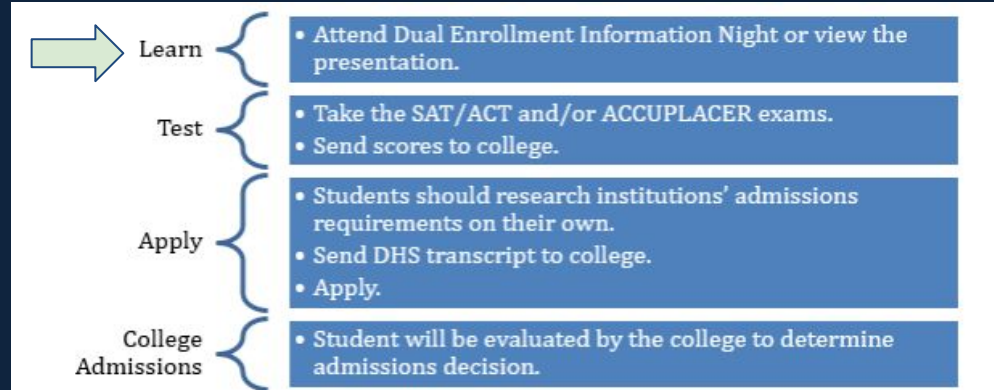 Learn
• Attend Dual Enrollment Information Night or view the
presentation.
Test
• Take the SAT/ACT and/or ACCUPLACER exams.
• Send scores to college.
Apply
• Students should research institutions’ admissions
requirements on their own.
• Send DHS transcript to college.
• Apply.
College
Admissions
• Student will be evaluated by the college to determine
admissions decision.